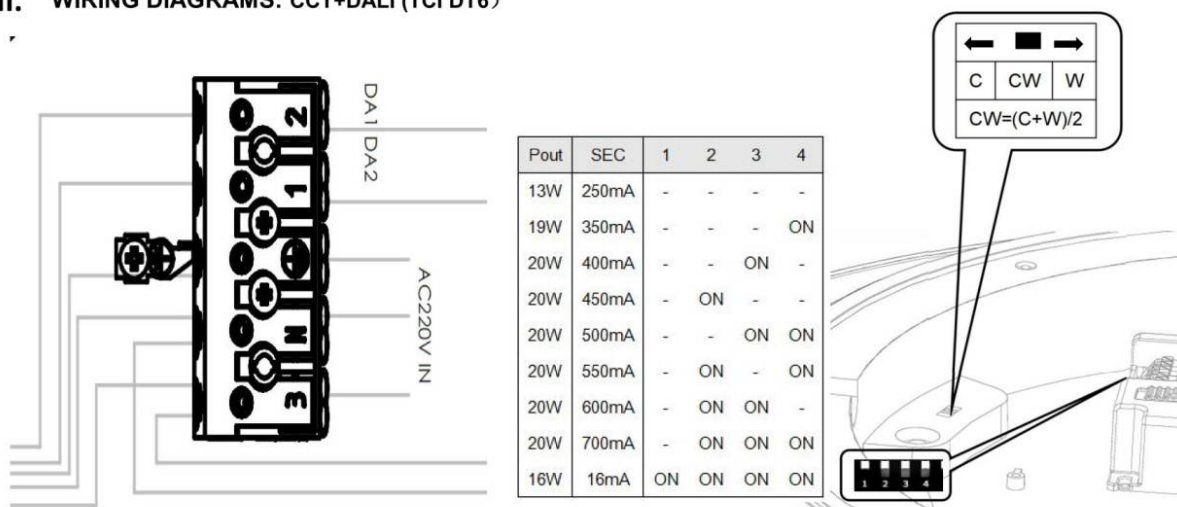 WIRING DIAGRAMS: CCT+DALI (TCI DT6)
2
1
N
3
DA1 DA2
AC220V IN
Pout SEC 1 2 3 4
13W 250mA - - - -
19W 350mA - - - ON
20W 400mA - - ON -
20W 450mA - ON - -
20W 500mA - - ON ON
20W 550mA - ON - ON
20W 600mA - ON ON -
20W 700mA - ON ON ON
16W 16mA ON ON ON ON
C CW W
CW=(C+W)/2
1 2 3 4